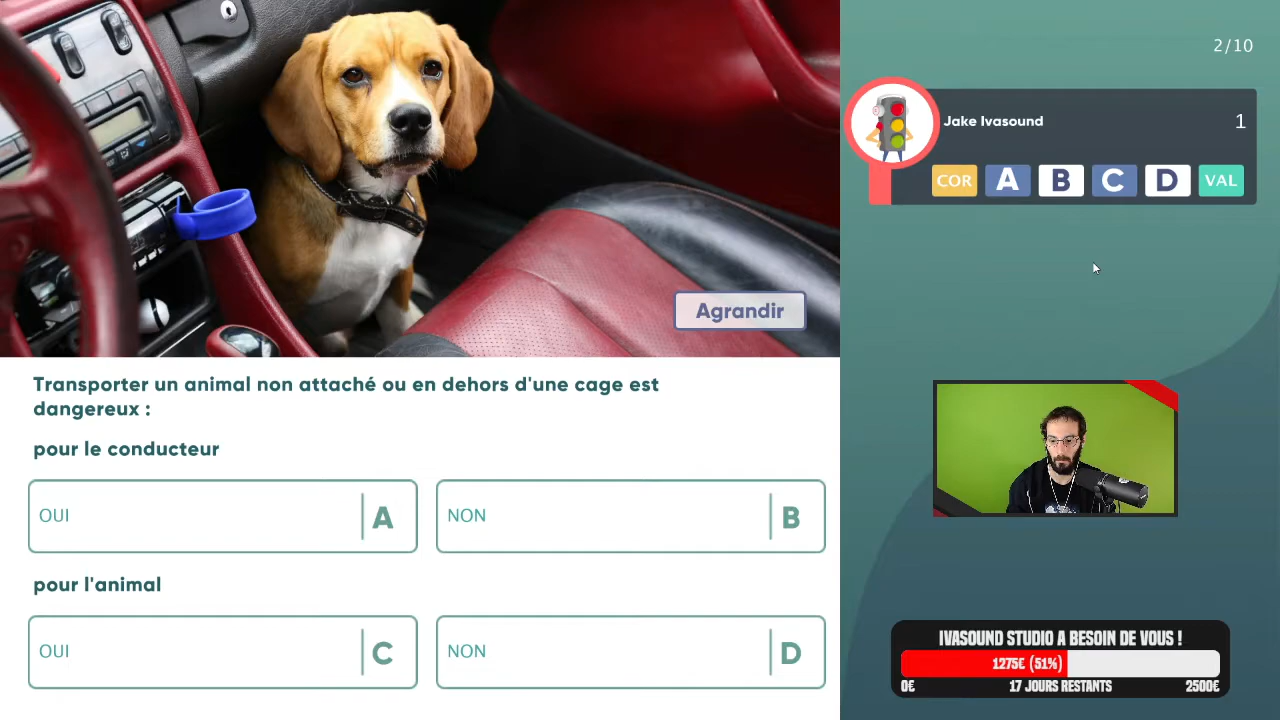 2/10
Jake Ivasound
1
COR A B C D VAL
Agrandir
Transporter un animal non attaché ou en dehors d'une cage est
dangereux :
pour le conducteur
OUI A
NON B
pour l'animal
OUI C
NON D
IVASOUND STUDIO A BESOIN DE VOUS !
1275€ (51%)
0€ 17 JOURS RESTANTS 2500€